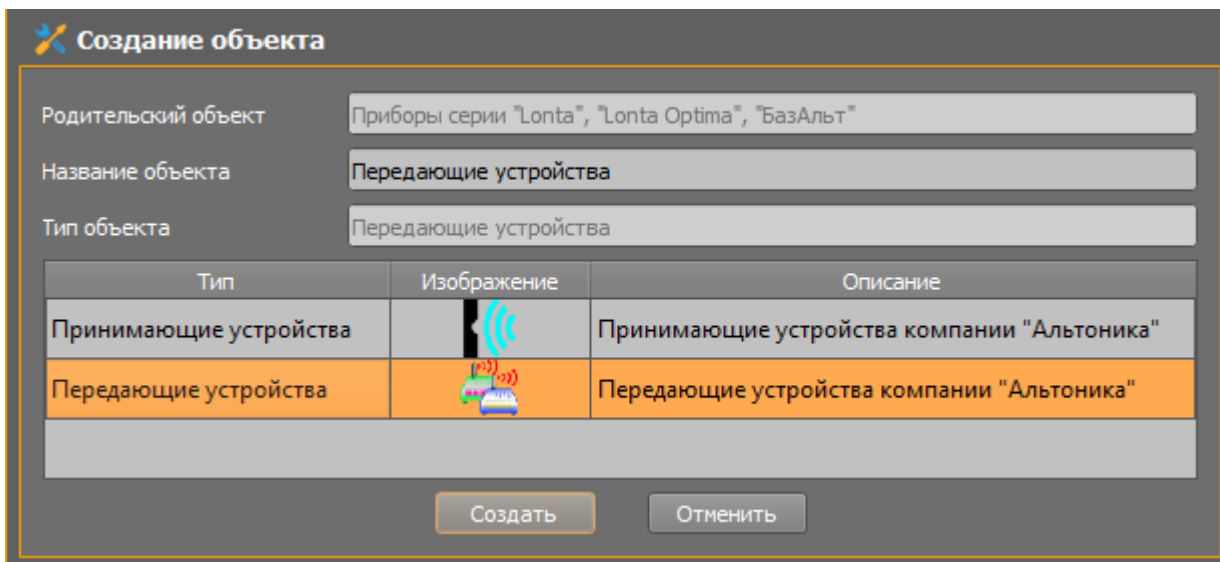 Создание объекта
Родительский объект Приборы серии "Lonta", "Lonta Optima", "БазАльт"
Название объекта Передающие устройства
Тип объекта Передающие устройства
Тип Изображение Описание
Принимающие устройства Принимающие устройства компании "Альтоника"
Передающие устройства Передающие устройства компании "Альтоника"
Создать Отменить